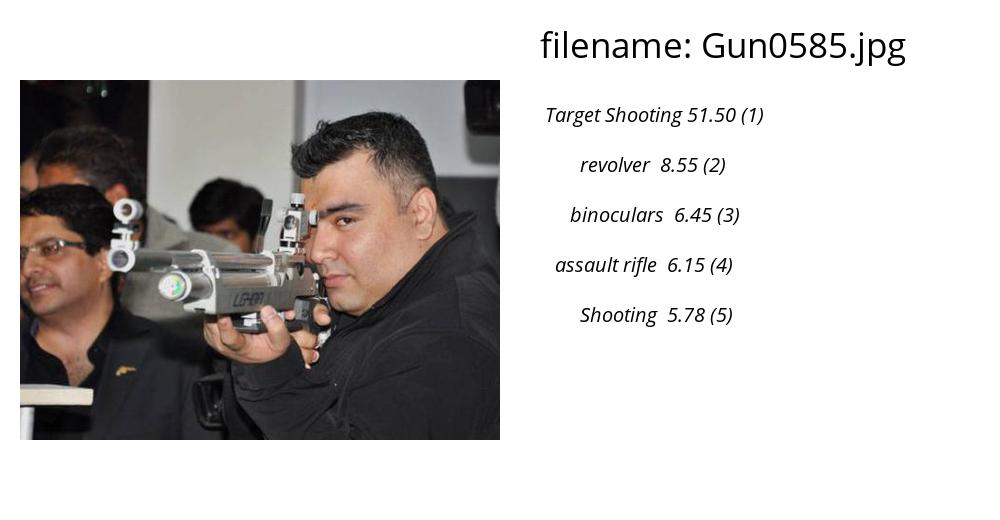 filename: Gun0585.jpg
Target Shooting 51.50 (1)
revolver 8.55 (2)
binoculars 6.45 (3)
assault rifle 6.15 (4)
Shooting 5.78 (5)